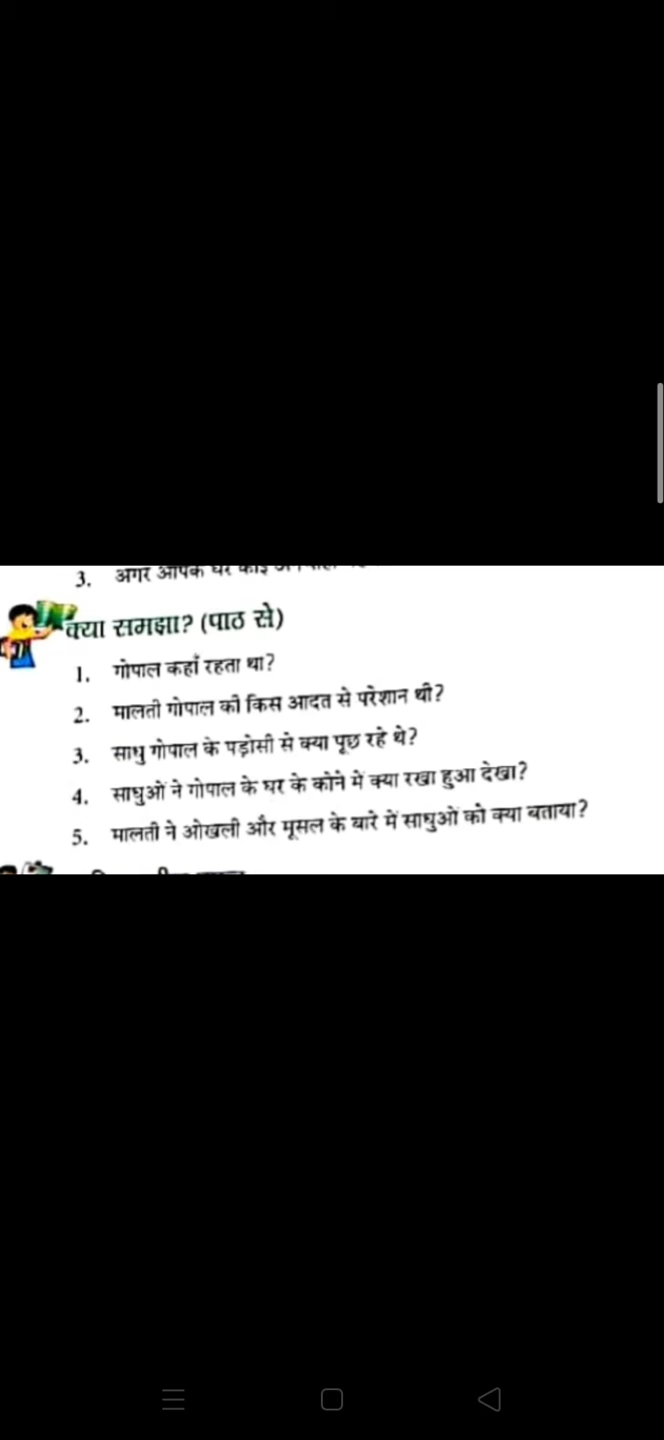 3. अगर आपके घर कोई
क्या समझा? (पाठ से)
1. गोपाल कहाँ रहता था?
2. मालती गोपाल की किस आदत से परेशान थी?
3. साधु गोपाल के पड़ोसी से क्या पूछ रहे थे?
4. साधुओं ने गोपाल के घर के कोने में क्या रखा हुआ देखा?
5. मालती ने ओखली और मूसल के बारे में साधुओं को क्या बताया?